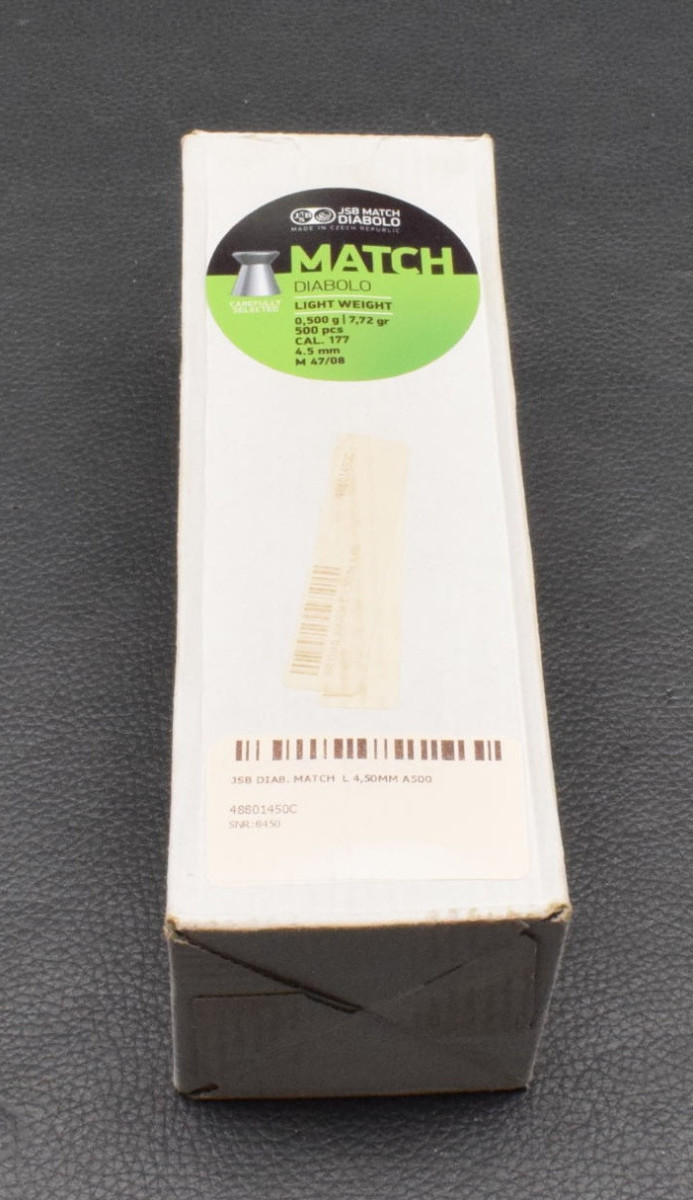 JSB MATCH
DIABOLO
MADE IN CZECH REPUBLIC
MATCH
DIABOLO
CAREFULLY
SELECTED
LIGHT WEIGHT
0,500 g | 7,72 gr
500 pcs
CAL. 177
4.5 mm
M 47/08
JSB DIAB. MATCH L 4,50MM A500
48801450C
SNR:8450